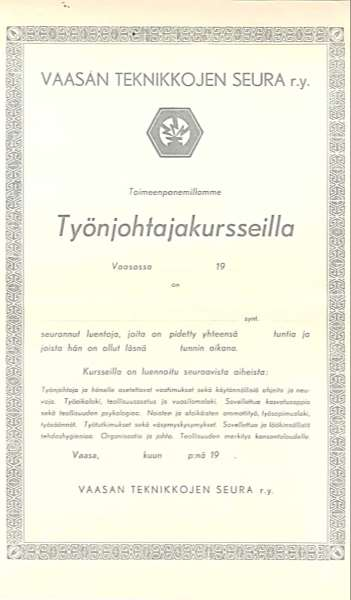 VAASAN TEKNIKKOJEN SEURA r.y.
Toimeenpanemillamme
Työnjohtajakursseilla
Vaasassa 19
on
synt.
seurannut luentoja, joita on pidetty yhteensä tuntia ja
joista hän on ollut läsnä tunnin aikana.
Kursseilla on luennoitu seuraavista aiheista:
Työnjohtaja ja hänelle asetettavat vaatimukset sekä käytännöllisiä ohjeita ja neu-
voja. Työaikalaki, teollisuusasetus ja vuosilomalaki. Sovellettua kasvatusoppia
sekä teollisuuden psykologiaa. Naisten ja alaikäisten ammattityö, työsopimuslaki,
työsäännöt. Työtutkimukset sekä väsymyskysymykset. Sovellettua ja lääkinnöllistä
tehdashygieniaa. Organisaatio ja johto. Teollisuuden merkitys kansantaloudelle.
Vaasa, kuun p:nä 19 .
VAASAN TEKNIKKOJEN SEURA r.y.